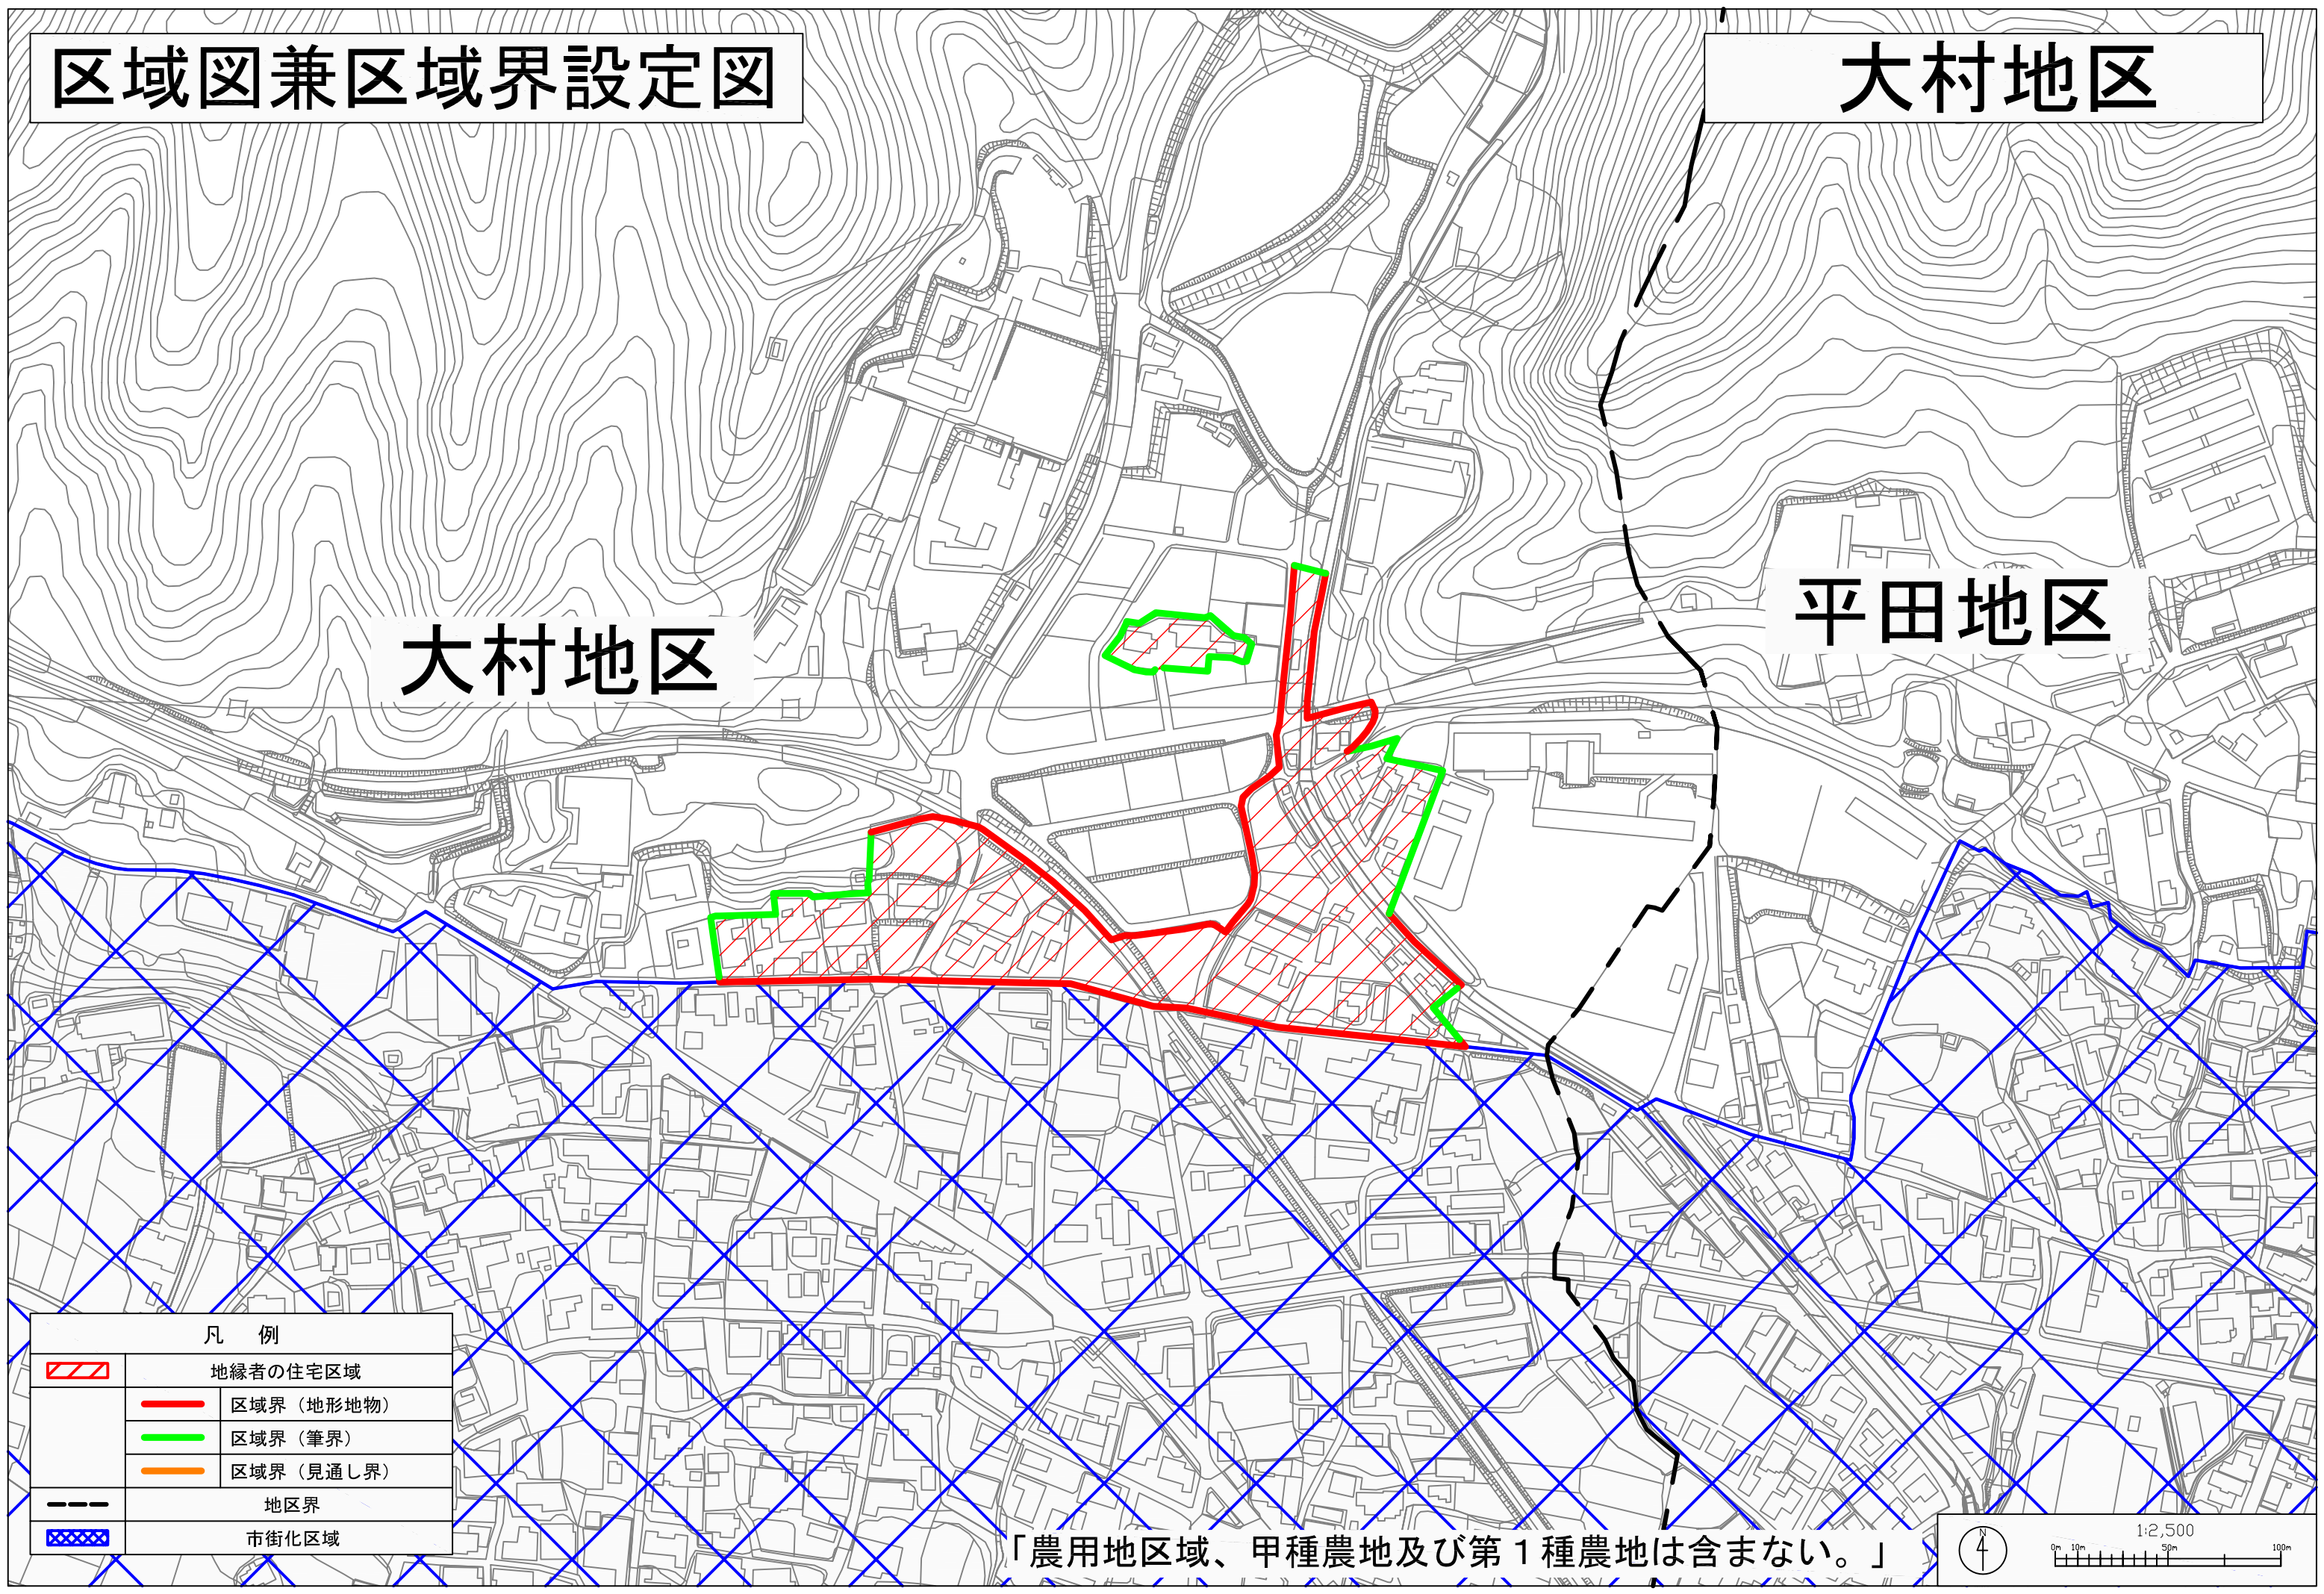 区域図兼区域界設定図
大村地区
平田地区
大村地区
凡 例
地縁者の住宅区域
区域界（地形地物）
区域界（筆界）
区域界（見通し界）
地区界
市街化区域
「農用地区域、甲種農地及び第１種農地は含まない。」
N
1:2,500
0m 10m 50m 100m